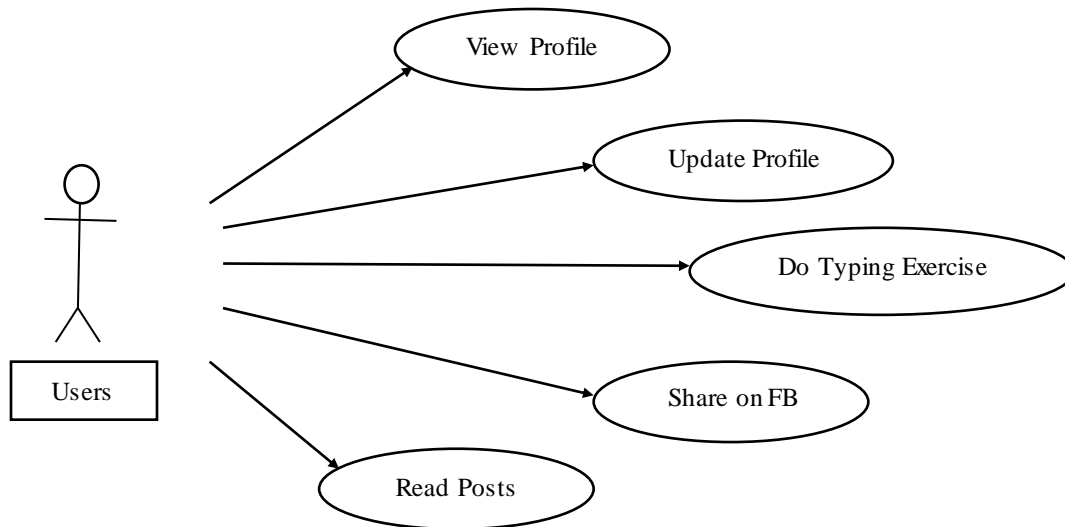 View Profile
Update Profile
Do Typing Exercise
Users
Share on FB
Read Posts